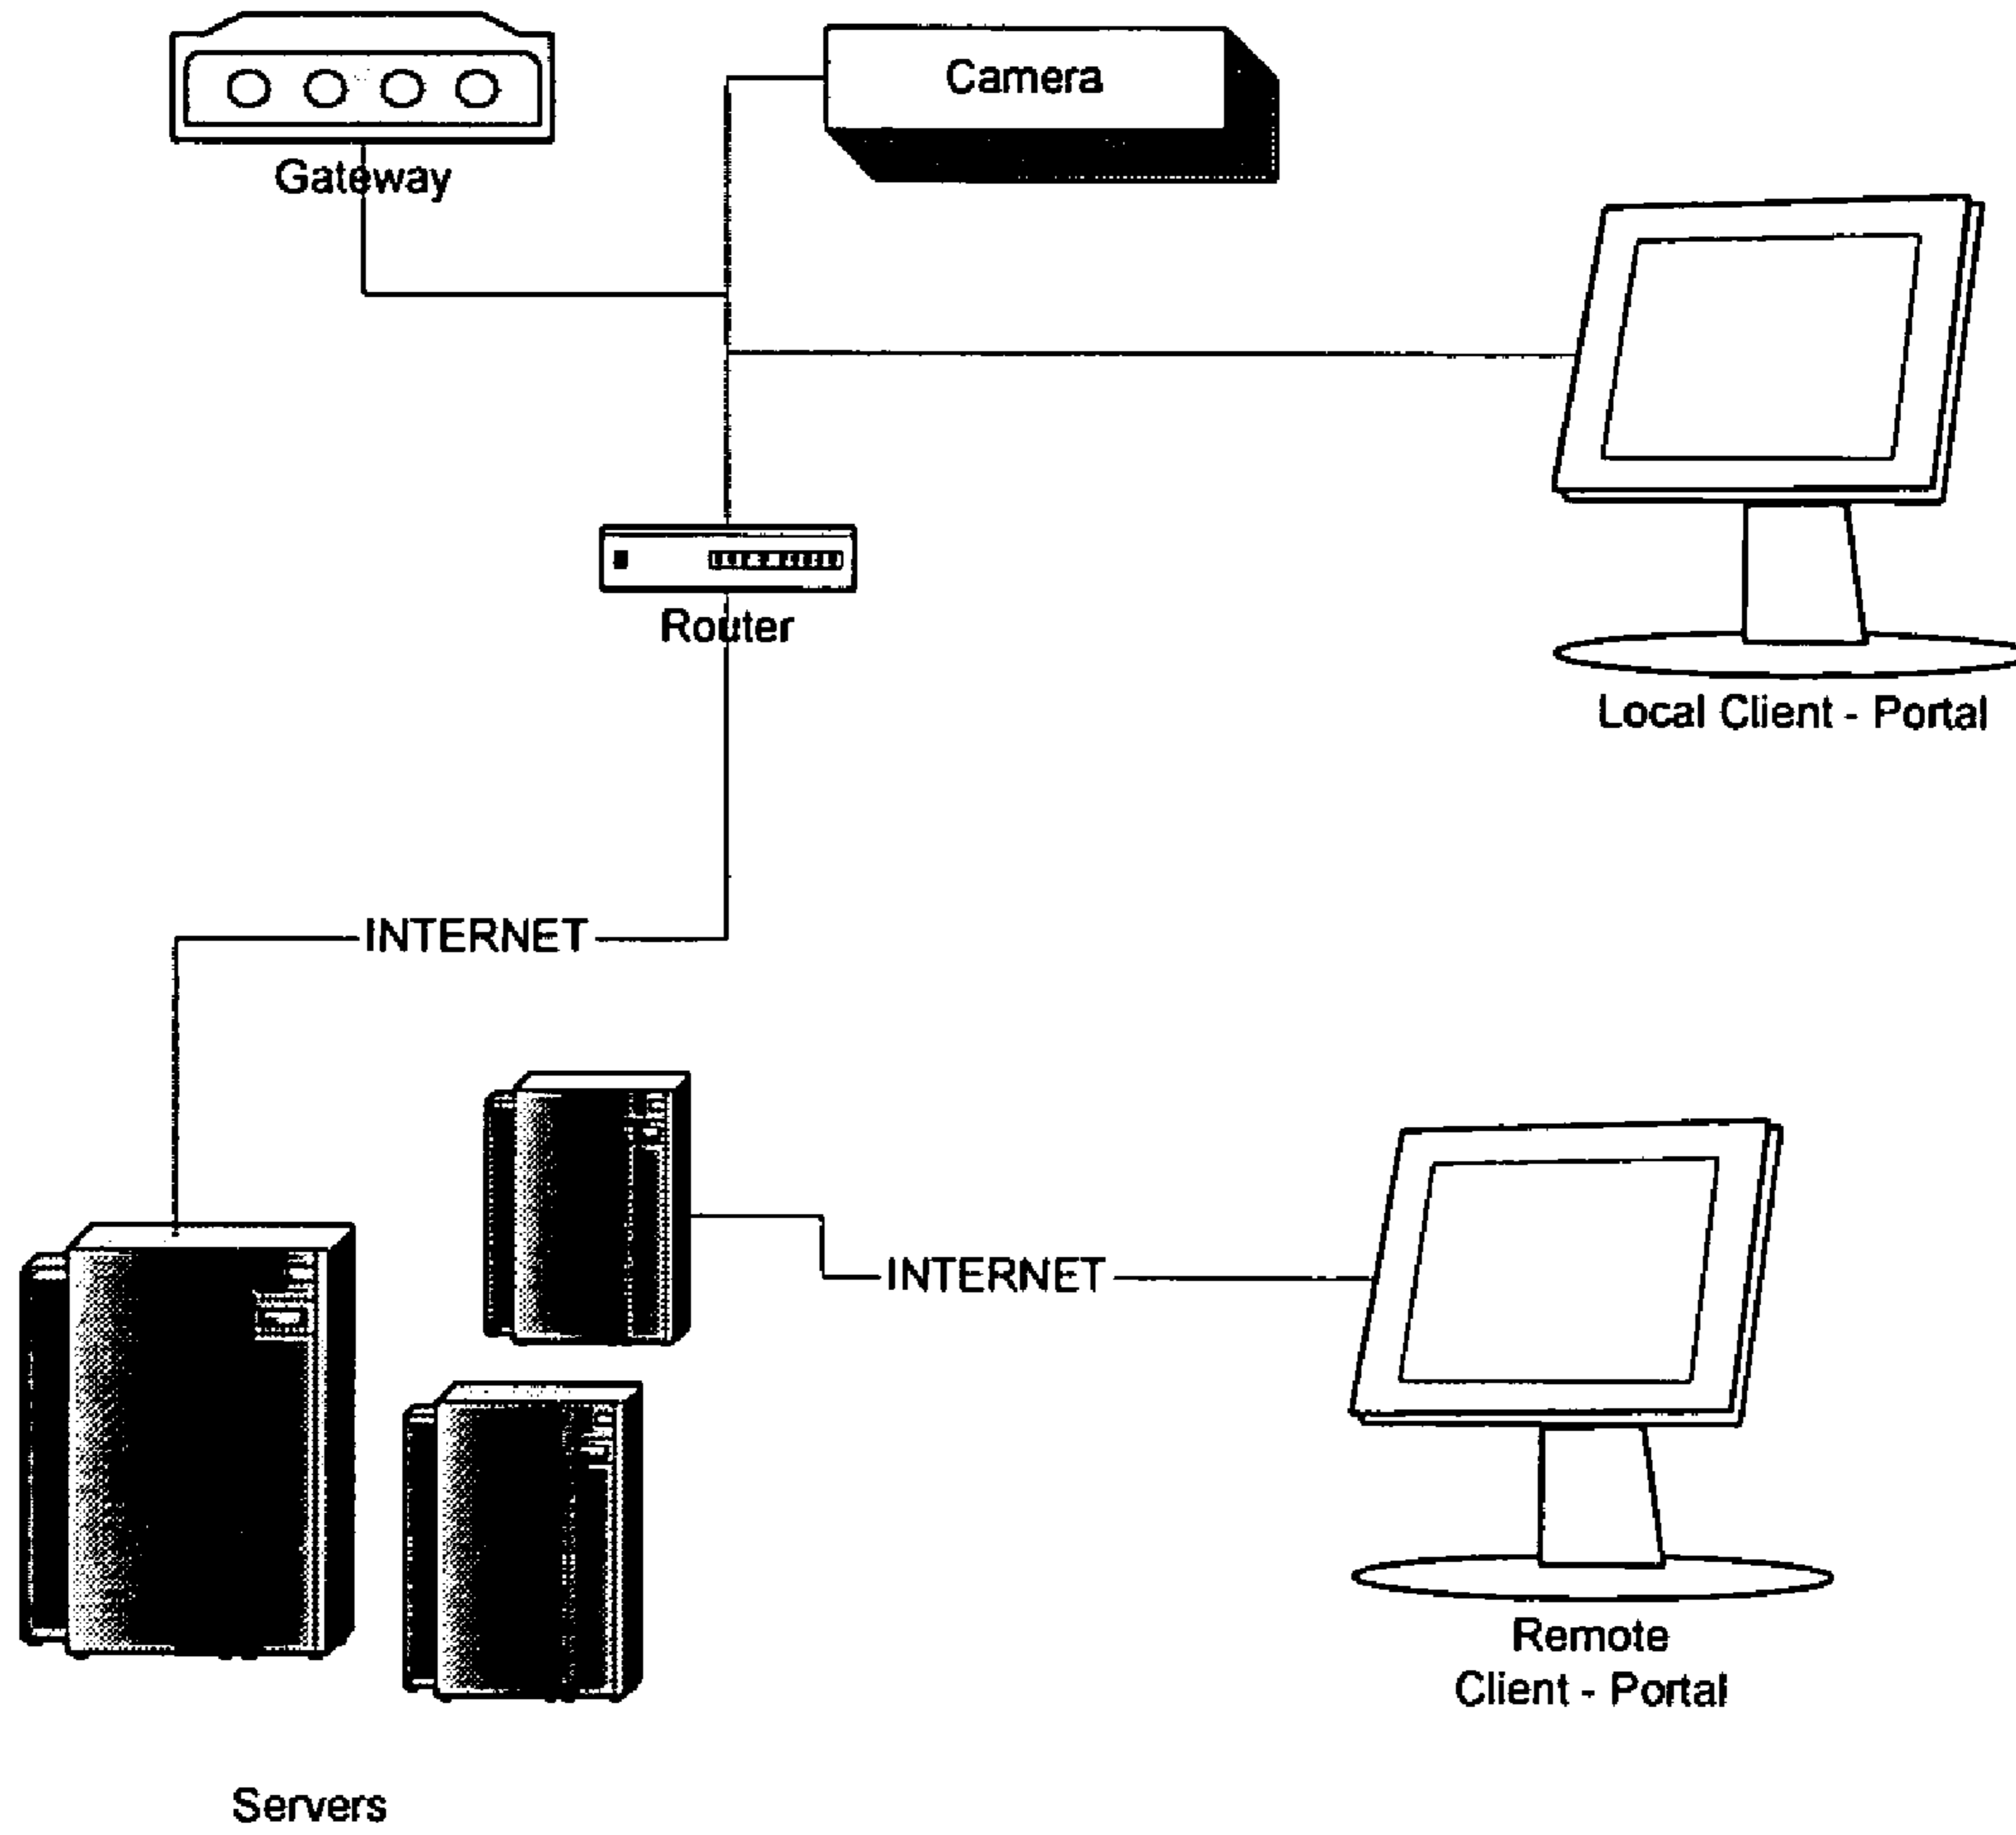 Camera
Gateway
Router
Local Client - Portal
INTERNET
INTERNET
Remote
Client - Portal
Servers